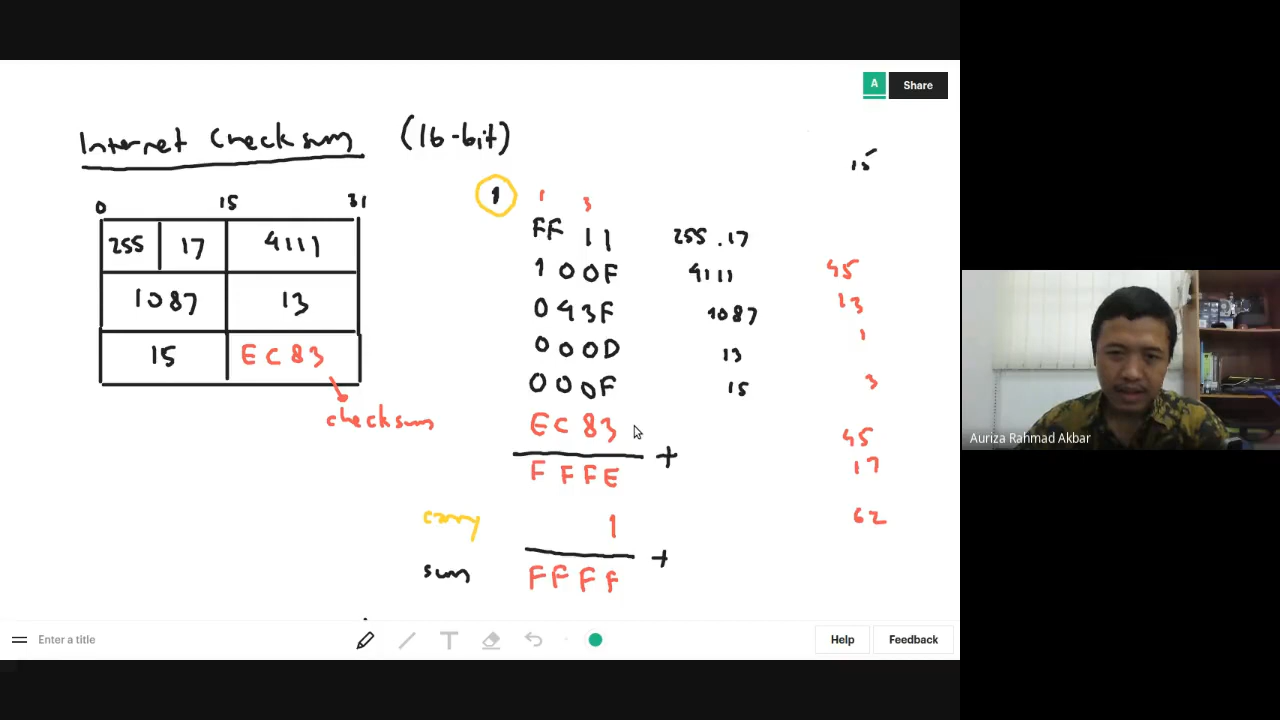 A Share
Internet Checksum (16-bit)
15
0 15 31
1 1 3
255 17 4111
FF 11 255.17
100F 4111 45
1087 13
043F 1087 13
1
000D 13
15 EC83
000F 15 3
checksum
EC83 + 45
FFFE 17
carry 1 62
+
sum FFFF
Auriza Rahmad Akbar
Enter a title
T
Help Feedback